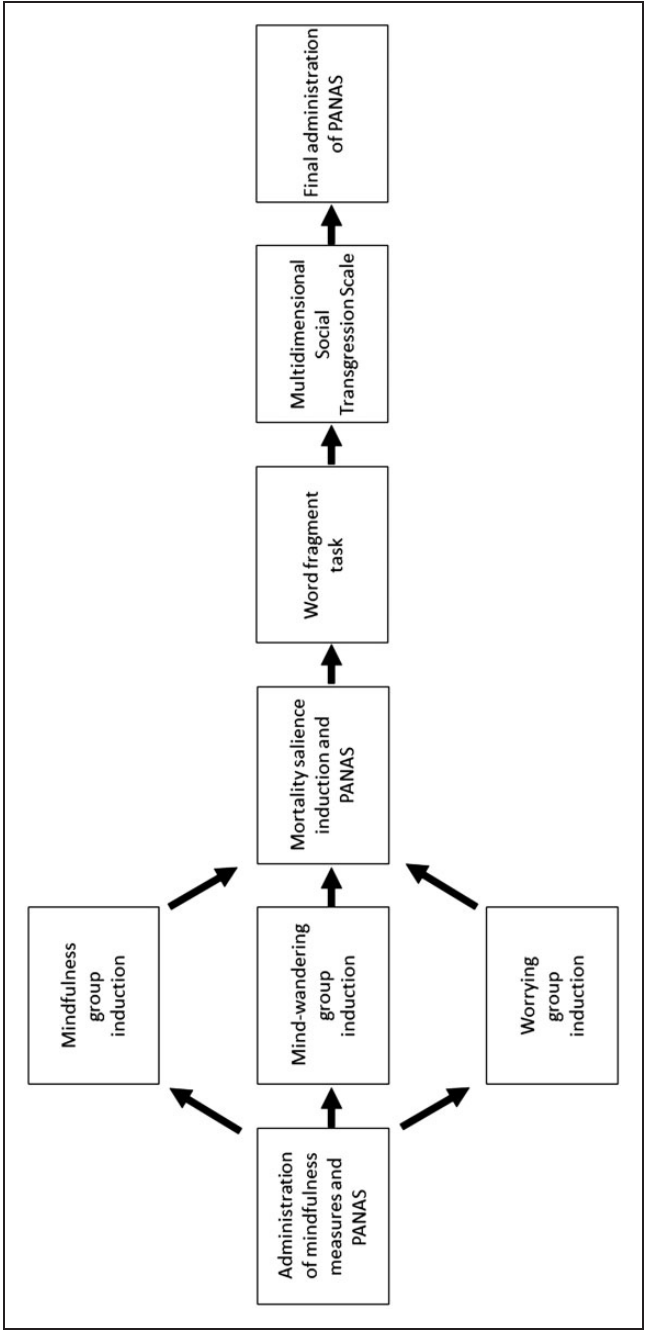 Administration
of mindfulness
measures and
PANAS
Mindfulness
group
induction
Mind-wandering
group
induction
Worrying
group
induction
Mortality salience
induction and
PANAS
Word fragment
task
Multidimensional
Social
Transgression Scale
Final administration
of PANAS